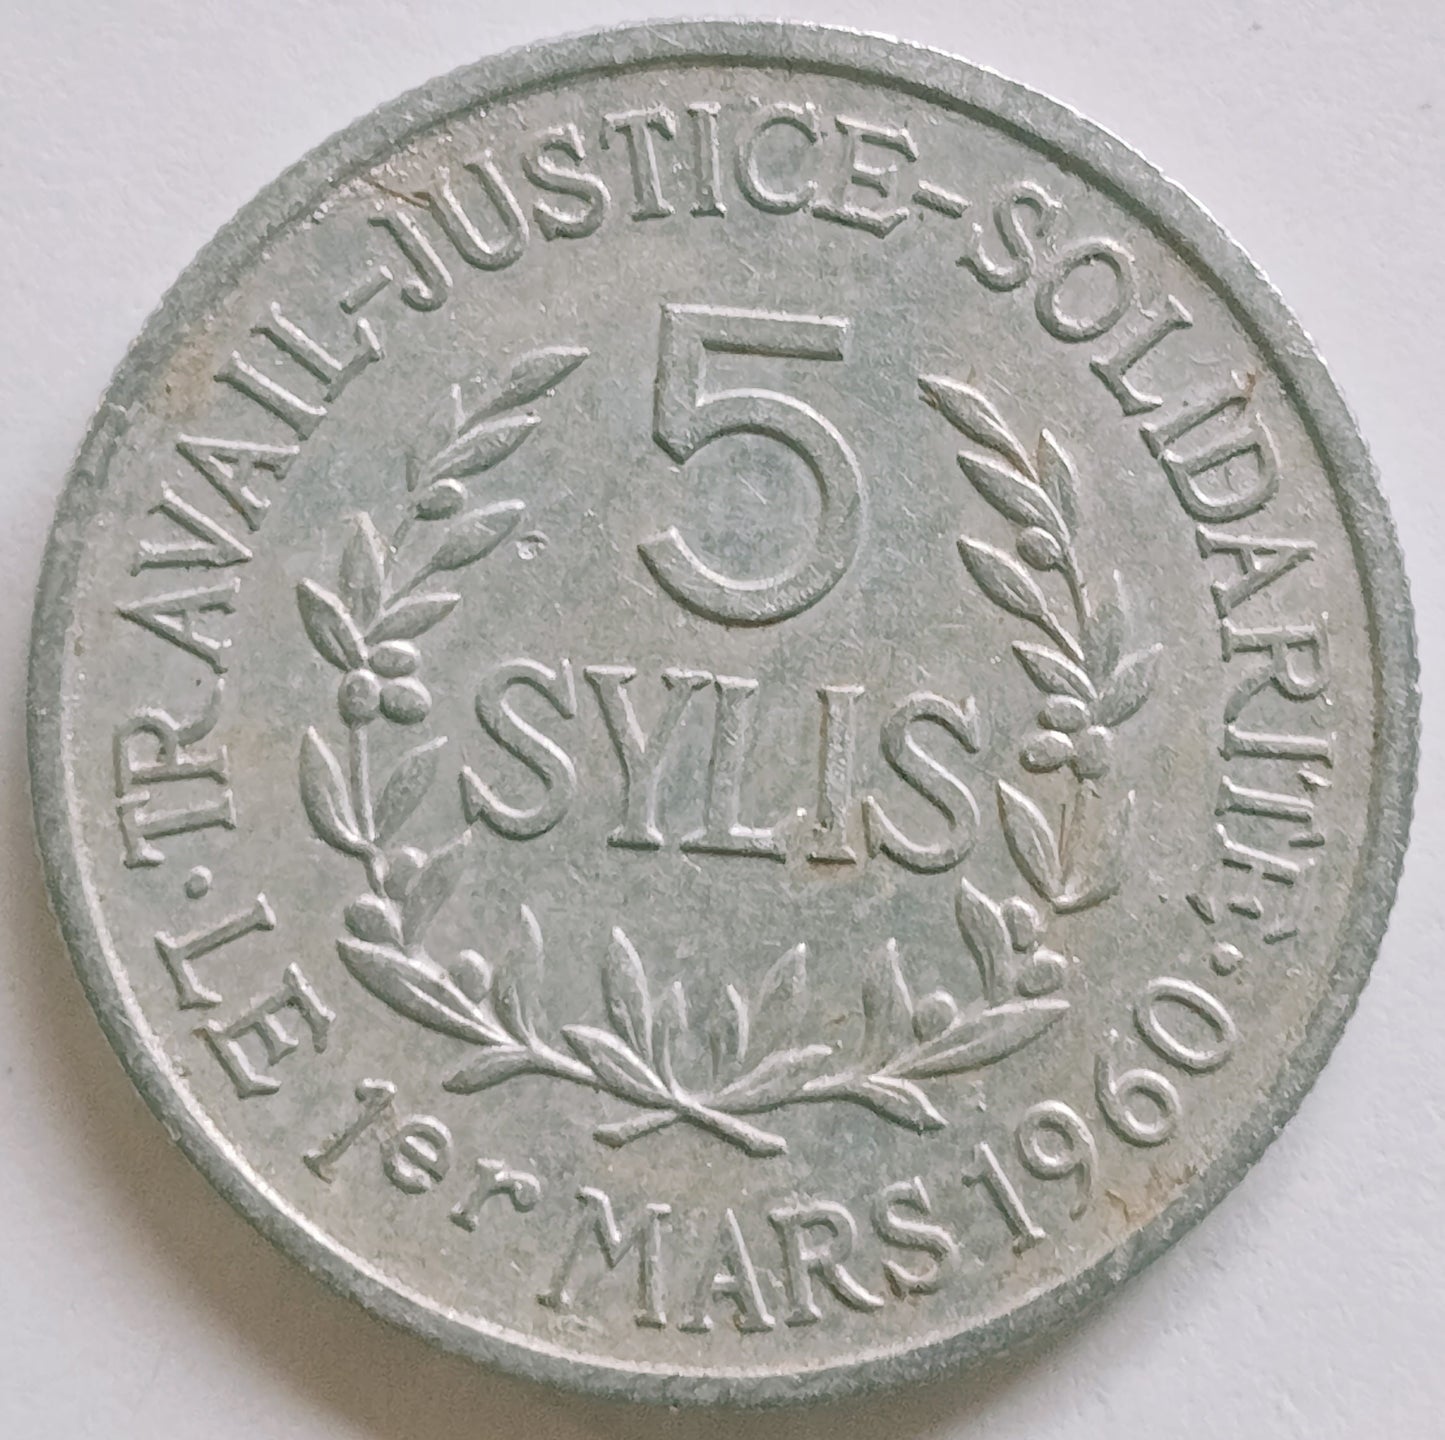 TRAVAIL-JUSTICE-SOLIDARITE
5
SYLIS
LE 1er MARS 1960